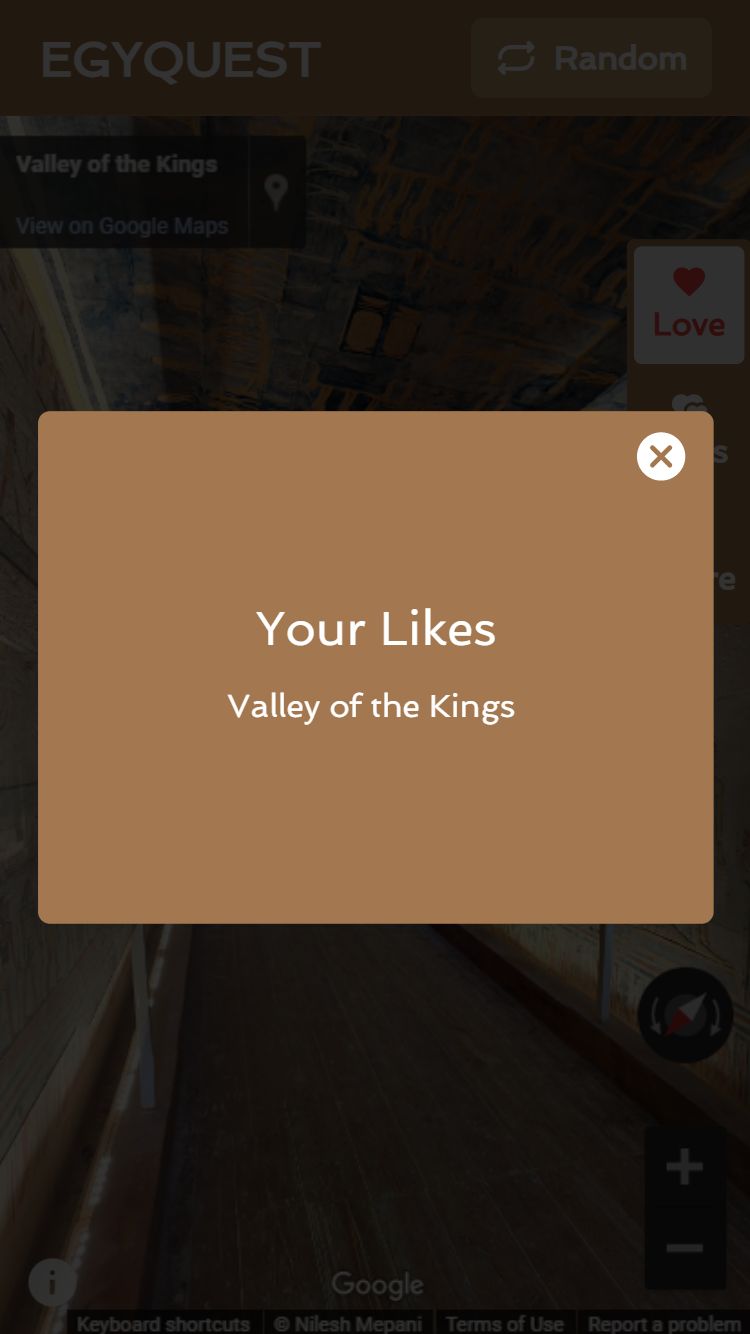 EGYQUEST
Random
Valley of the Kings
View on Google Maps
Love
s
re
Your Likes
Valley of the Kings
Google
Keyboard shortcuts
© Nilesh Mepani
Terms of Use
Report a problem